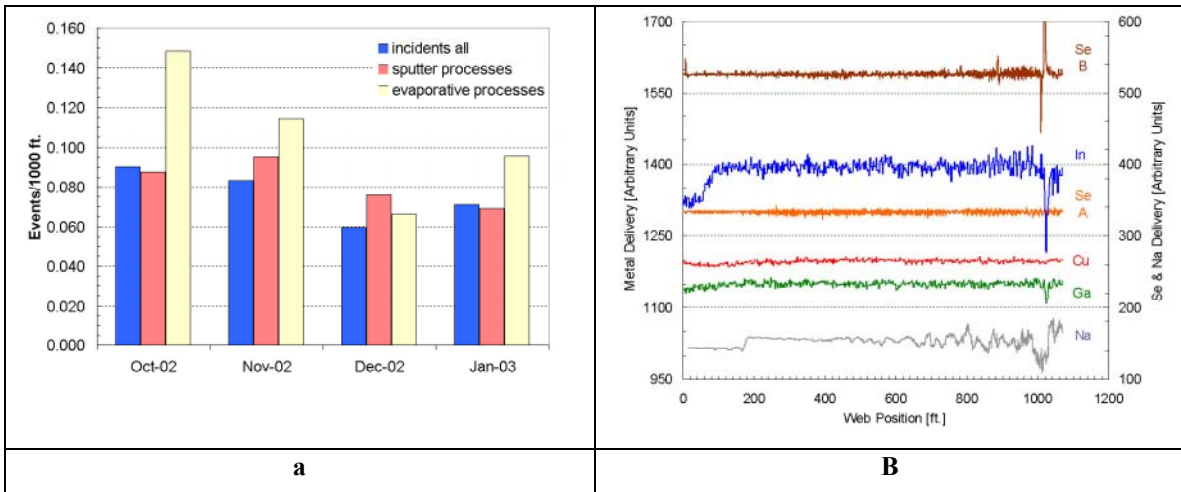 0.160
0.140
0.120
0.100
0.080
0.060
0.040
0.020
0.000
Events/1000 ft.
incidents all
sputter processes
evaporative processes
Oct-02
Nov-02
Dec-02
Jan-03
a
1700
1550
1400
1250
1100
950
Metal Delivery [Arbitrary Units]
600
500
400
300
200
100
Se & Na Delivery [Arbitrary Units]
Se
B
In
Se
A
Cu
Ga
Na
0 200 400 600 800 1000 1200
Web Position [ft.]
B